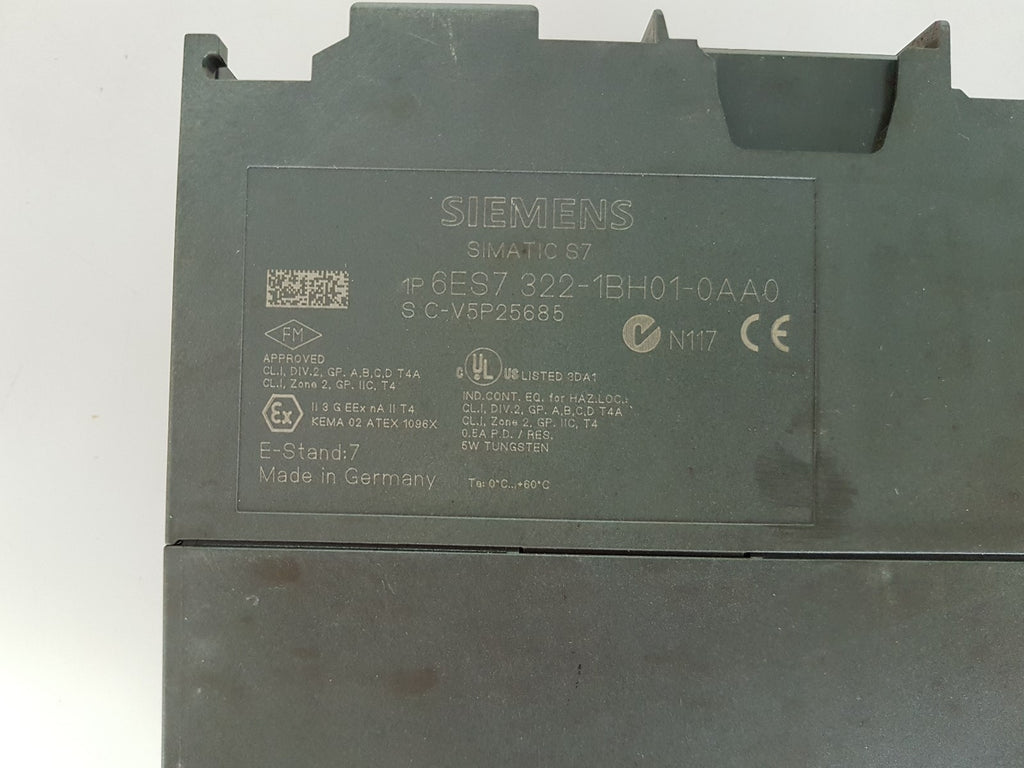 SIEMENS
SIMATIC S7
1P 6ES7 322-1BH01-0AA0
S C-V5P25685
N117 CE
FM
APPROVED
CL.I, DIV.2, GP. A,B,C,D T4A
CL.I, Zone 2, GP. IIC, T4
Ex II 3 G EEx nA II T4
KEMA 02 ATEX 1096X
E-Stand:7
Made in Germany
C UL US LISTED 3DA1
IND.CONT. EQ. for HAZ.LOC.:
CL.I, DIV.2, GP. A,B,C,D T4A
CL.I, Zone 2, GP. IIC, T4
0.5A P.D. / RES.
5W TUNGSTEN
Ta: 0°C...+60°C